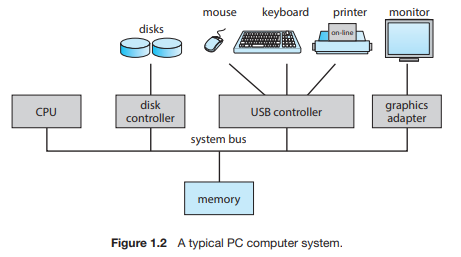 mouse
keyboard
printer
monitor
disks
on-line
CPU
disk
controller
USB controller
graphics
adapter
system bus
memory
Figure 1.2 A typical PC computer system.